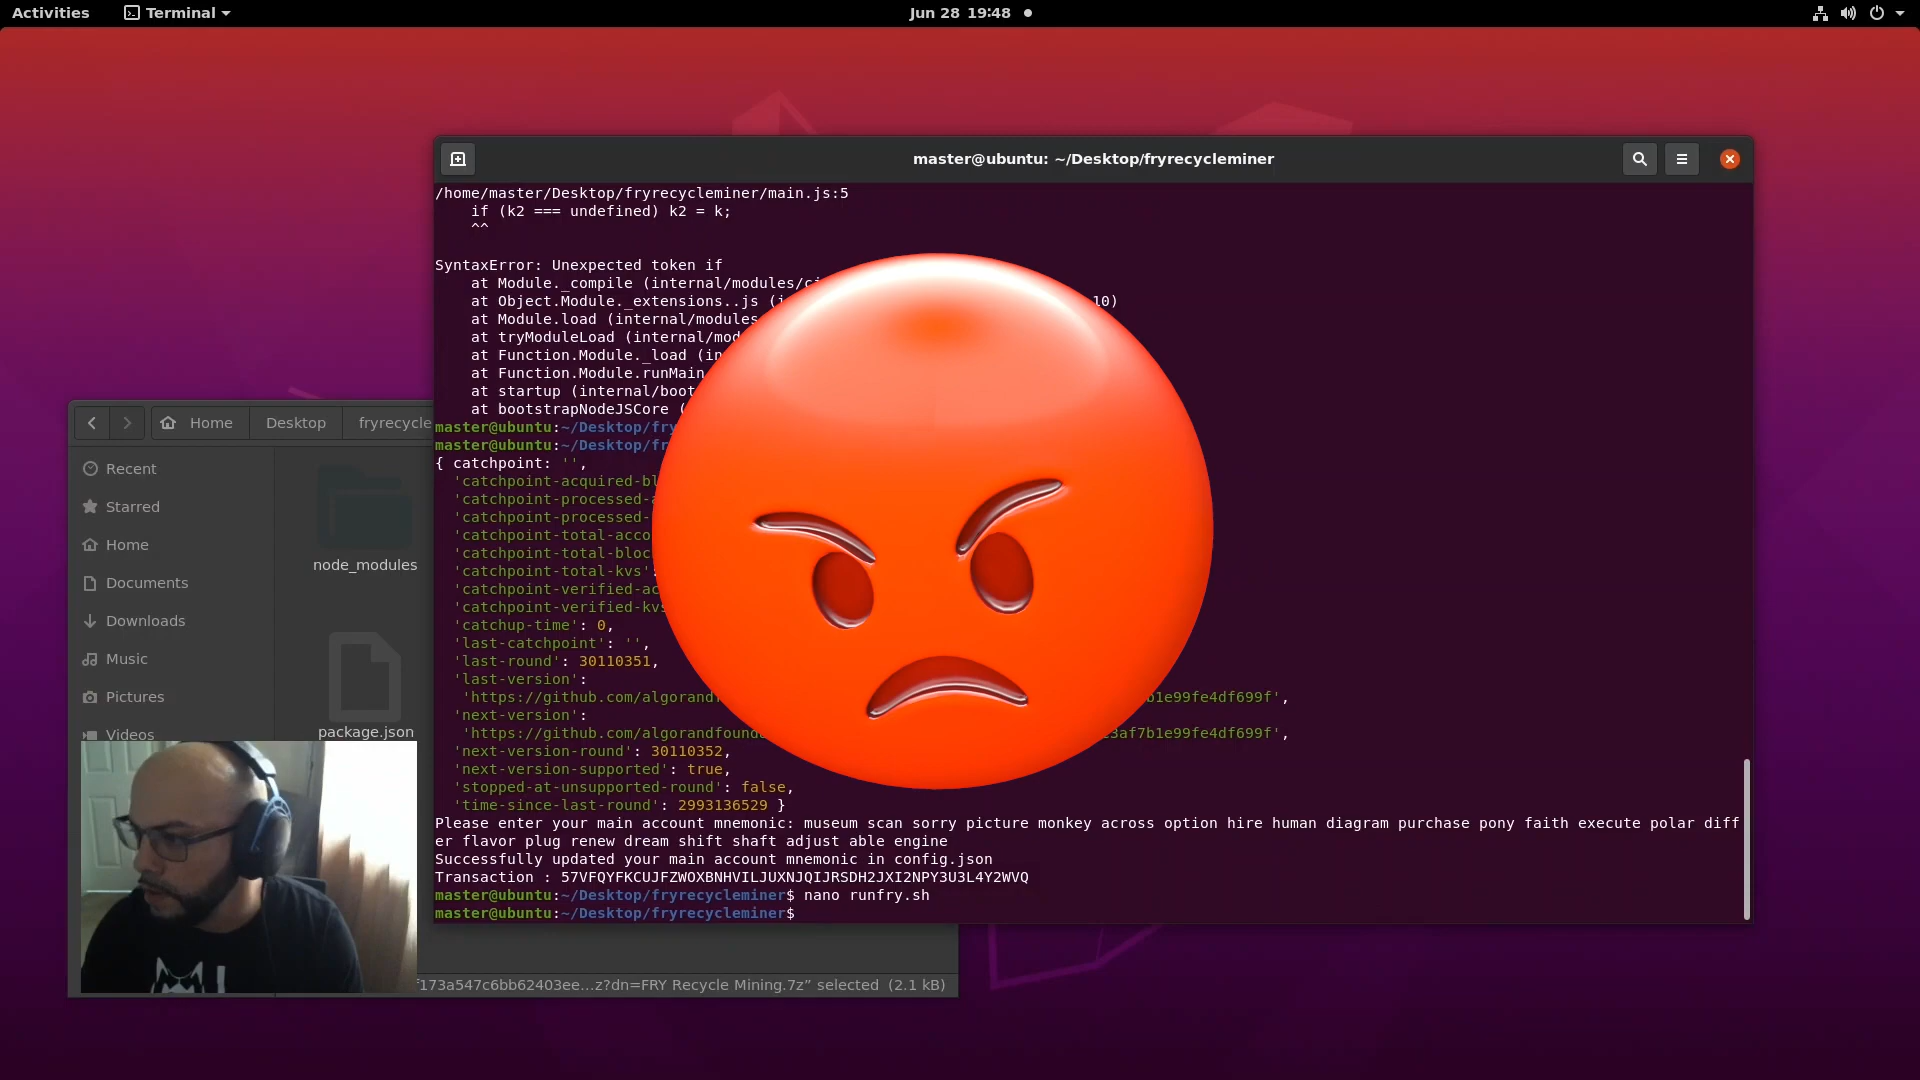 Activities
Terminal
Jun 28 19:48
master@ubuntu: ~/Desktop/fryrecycleminer
/home/master/Desktop/fryrecycleminer/main.js:5
if (k2 === undefined) k2 = k;
^^
SyntaxError: Unexpected token if
at Module._compile (internal/modules/
at Object.Module._extensions..js ( 10)
at Module.load (internal/modules
at tryModuleLoad (internal/mod
at Function.Module._load (in
at Function.Module.runMain
at startup (internal/boot
at bootstrapNodeJSCore (
master@ubuntu:~/Desktop/fry
master@ubuntu:~/Desktop/fr
{ catchpoint: '',
'catchpoint-acquired-bl
'catchpoint-processed-a
'catchpoint-processed-
'catchpoint-total-acco
'catchpoint-total-bloc
'catchpoint-total-kvs':
'catchpoint-verified-ac
'catchpoint-verified-kvs
'catchup-time': 0,
'last-catchpoint': '',
'last-round': 30110351,
'last-version':
'https://github.com/algorandf b1e99fe4df699f',
'next-version':
'https://github.com/algorandfound 3af7b1e99fe4df699f',
'next-version-round': 30110352,
'next-version-supported': true,
'stopped-at-unsupported-round': false,
'time-since-last-round': 2993136529 }
Please enter your main account mnemonic: museum scan sorry picture monkey across option hire human diagram purchase pony faith execute polar diff
er flavor plug renew dream shift shaft adjust able engine
Successfully updated your main account mnemonic in config.json
Transaction : 57VFQYFKCUJFZWOXBNHVILJUXNJQIJRSDH2JXI2NPY3U3L4Y2WVQ
master@ubuntu:~/Desktop/fryrecycleminer$ nano runfry.sh
master@ubuntu:~/Desktop/fryrecycleminer$
Home
Desktop
fryrecycle
Recent
Starred
Home
Documents
Downloads
Music
Pictures
Videos
node_modules
package.json
f173a547c6bb62403ee...z?dn=FRY Recycle Mining.7z” selected (2.1 kB)